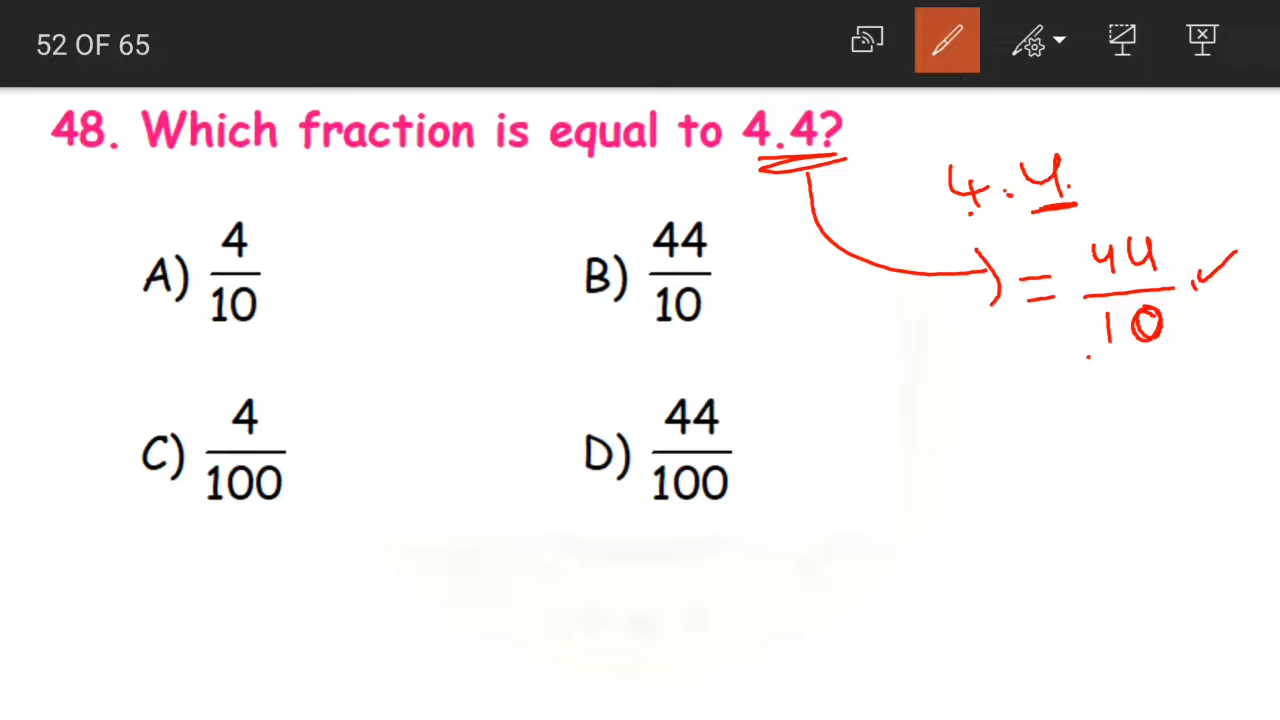 52 OF 65
48. Which fraction is equal to 4.4?
4.4
= 44/10
A) 4/10
B) 44/10
C) 4/100
D) 44/100